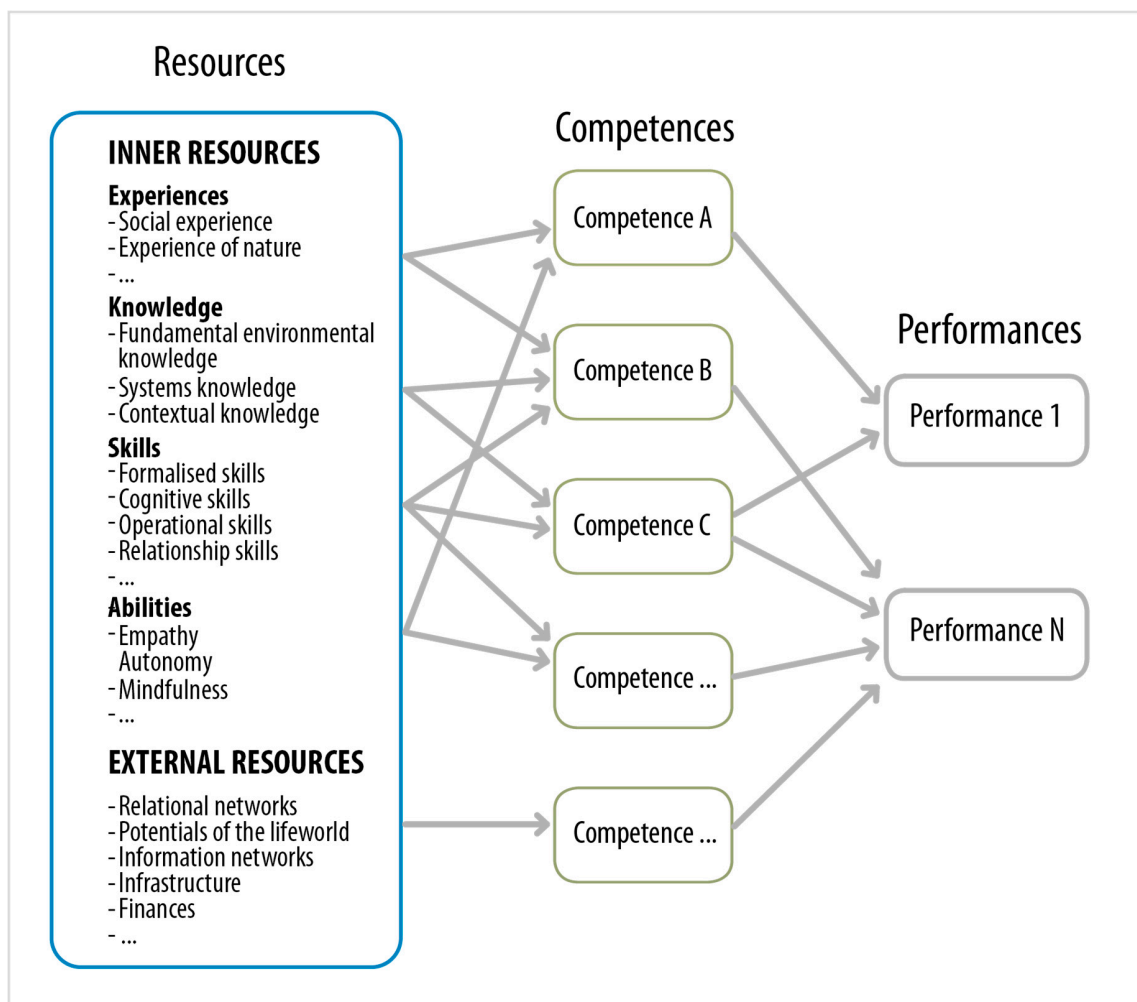 Resources
INNER RESOURCES
Experiences
- Social experience
- Experience of nature
- ...
Knowledge
- Fundamental environmental
knowledge
- Systems knowledge
- Contextual knowledge
Skills
- Formalised skills
- Cognitive skills
- Operational skills
- Relationship skills
- ...
Abilities
- Empathy
Autonomy
- Mindfulness
- ...
EXTERNAL RESOURCES
- Relational networks
- Potentials of the lifeworld
- Information networks
- Infrastructure
- Finances
- ...
Competences
Competence A
Competence B
Competence C
Competence ...
Competence ...
Performances
Performance 1
Performance N